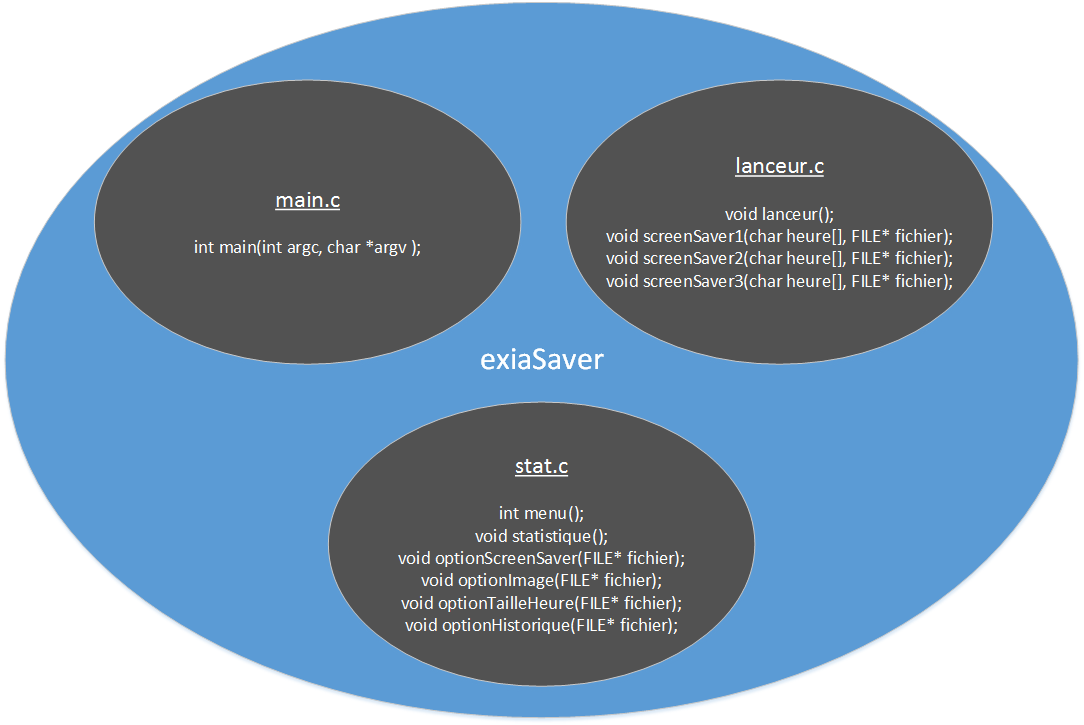 main.c
int main(int argc, char *argv );
lanceur.c
void lanceur();
void screenSaver1(char heure[], FILE* fichier);
void screenSaver2(char heure[], FILE* fichier);
void screenSaver3(char heure[], FILE* fichier);
exiaSaver
stat.c
int menu();
void statistique();
void optionScreenSaver(FILE* fichier);
void optionImage(FILE* fichier);
void optionTailleHeure(FILE* fichier);
void optionHistorique(FILE* fichier);